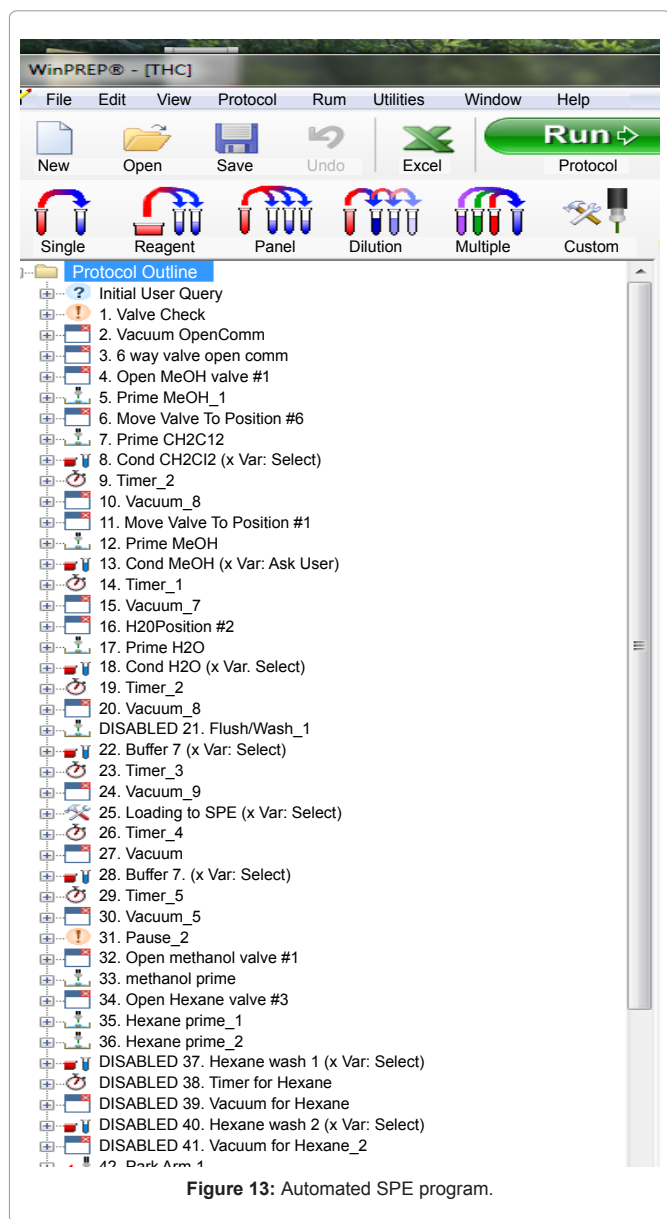 WinPREP® - [THC]
File Edit View Protocol Rum Utilities Window Help
Run
New Open Save Undo Excel Protocol
Single Reagent Panel Dilution Multiple Custom
Protocol Outline
? Initial User Query
! 1. Valve Check
2. Vacuum OpenComm
3. 6 way valve open comm
4. Open MeOH valve #1
5. Prime MeOH_1
6. Move Valve To Position #6
7. Prime CH2C12
8. Cond CH2CI2 (x Var: Select)
9. Timer_2
10. Vacuum_8
11. Move Valve To Position #1
12. Prime MeOH
13. Cond MeOH (x Var: Ask User)
14. Timer_1
15. Vacuum_7
16. H20Position #2
17. Prime H2O
18. Cond H2O (x Var. Select)
19. Timer_2
20. Vacuum_8
DISABLED 21. Flush/Wash_1
22. Buffer 7 (x Var: Select)
23. Timer_3
24. Vacuum_9
25. Loading to SPE (x Var: Select)
26. Timer_4
27. Vacuum
28. Buffer 7. (x Var: Select)
29. Timer_5
30. Vacuum_5
! 31. Pause_2
32. Open methanol valve #1
33. methanol prime
34. Open Hexane valve #3
35. Hexane prime_1
36. Hexane prime_2
DISABLED 37. Hexane wash 1 (x Var: Select)
DISABLED 38. Timer for Hexane
DISABLED 39. Vacuum for Hexane
DISABLED 40. Hexane wash 2 (x Var: Select)
DISABLED 41. Vacuum for Hexane_2
42. Park Arm 1
Figure 13: Automated SPE program.